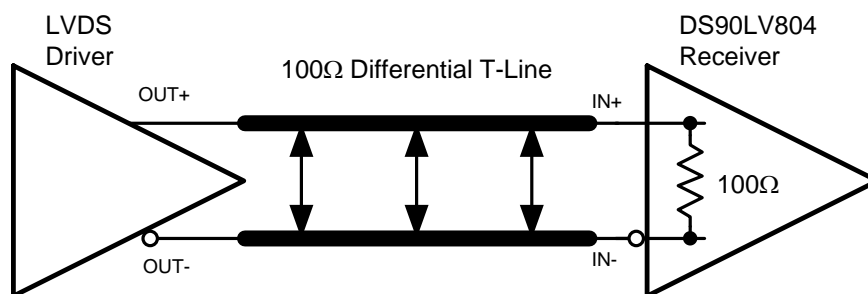 LVDS
Driver
DS90LV804
Receiver
100Ω Differential T-Line
OUT+
IN+
100Ω
OUT-
IN-